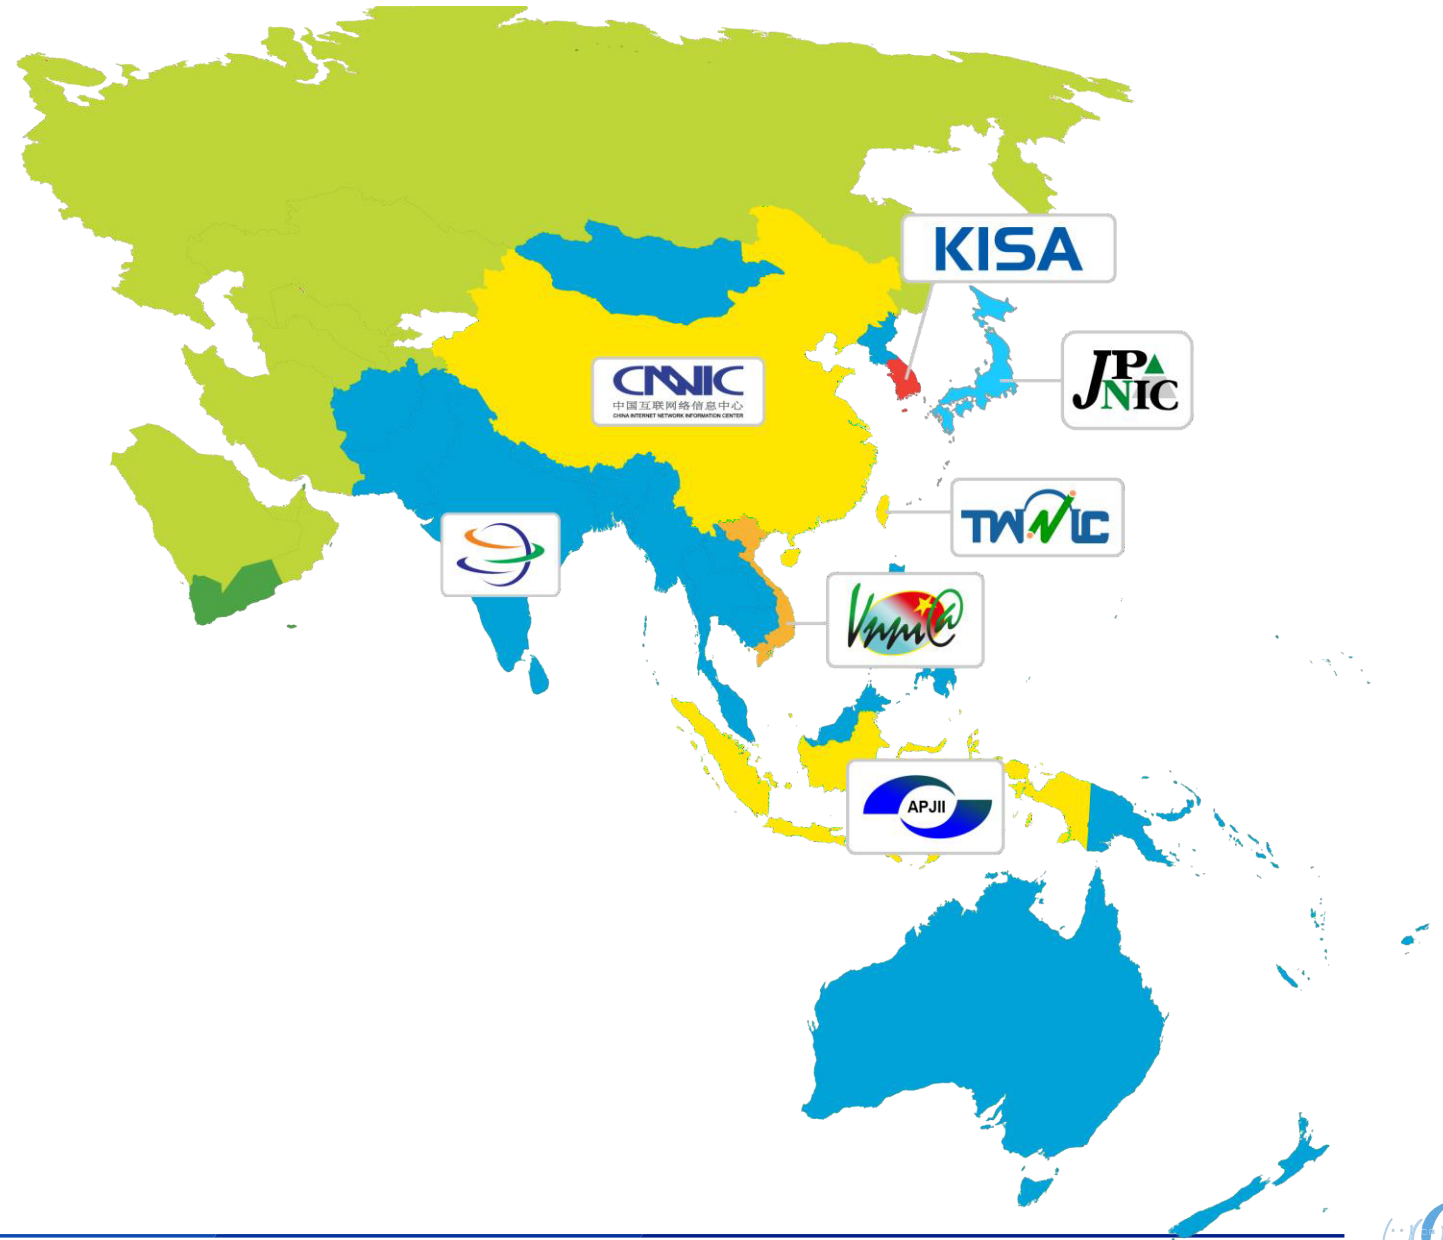 KISA
CNNIC
中国互联网络信息中心
CHINA INTERNET NETWORK INFORMATION CENTER
JPNIC
TWNIC
Vnnic
APJII